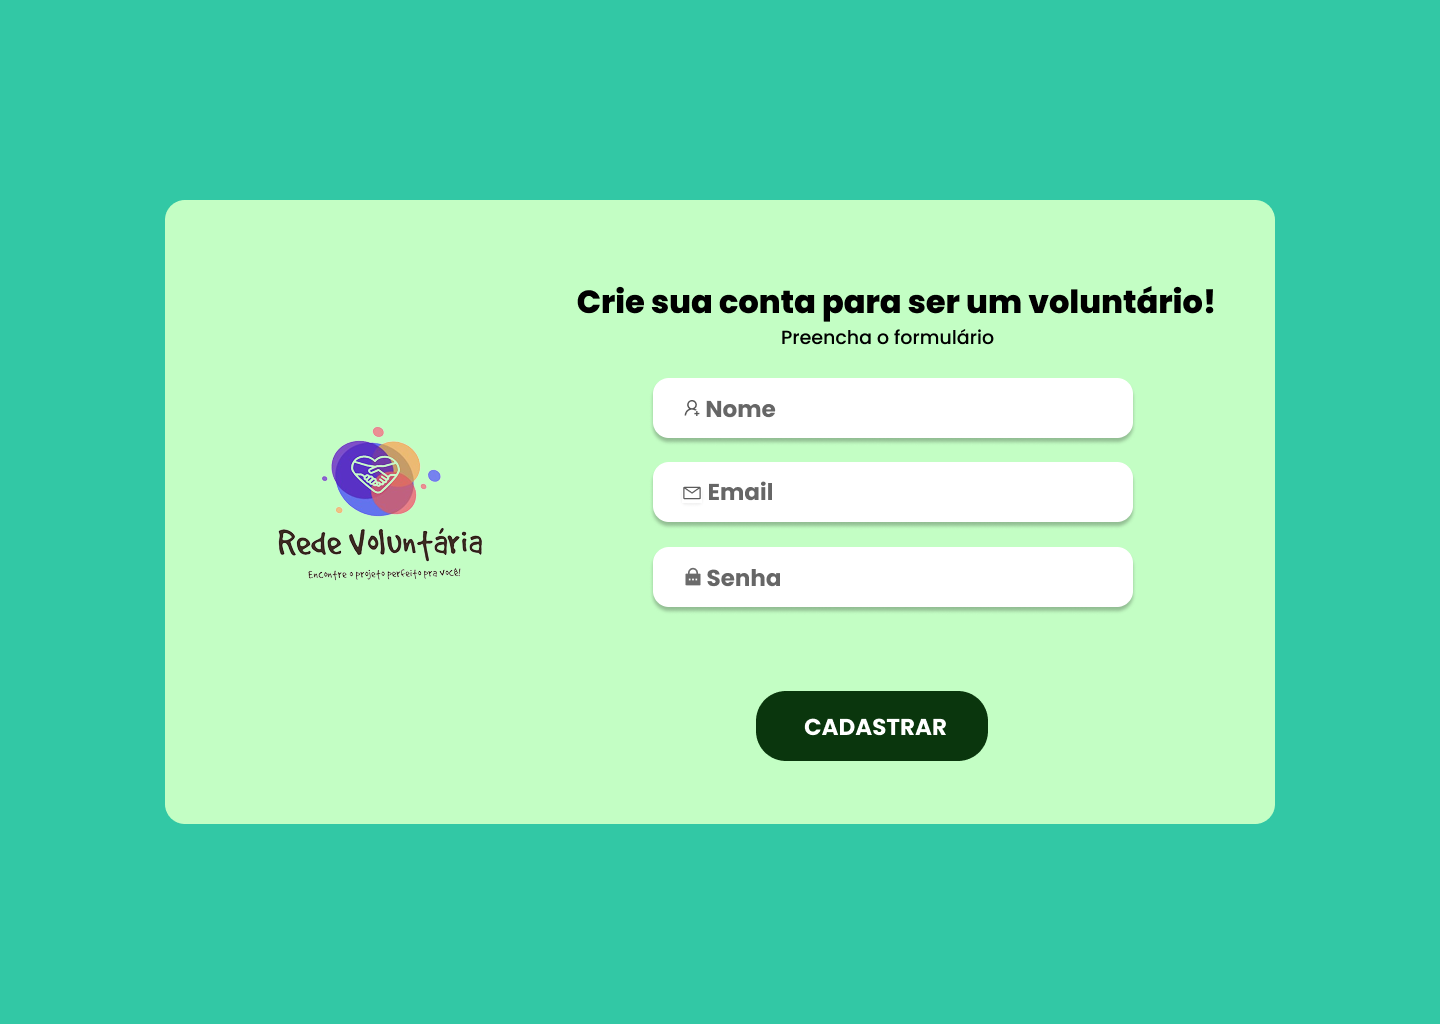 Crie sua conta para ser um voluntário!
Preencha o formulário
Nome
Email
Senha
CADASTRAR
Rede Voluntária
Encontre o projeto perfeito pra você!